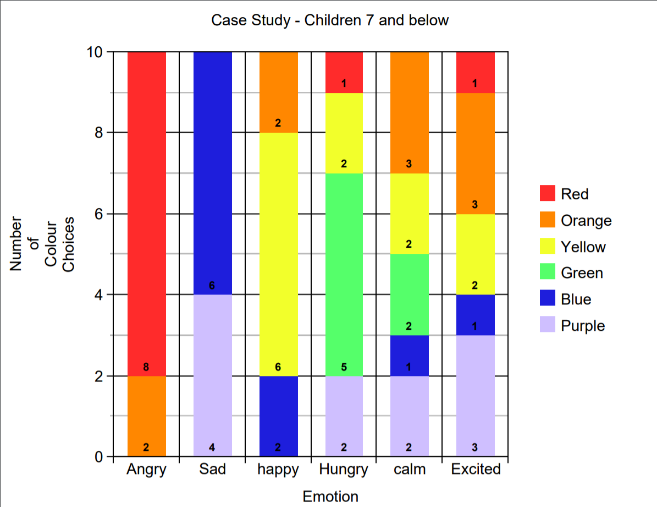 Case Study - Children 7 and below
Number
of
Colour
Choices
10
8
6
4
2
0
8
2
6
4
2
6
2
1
2
5
2
3
2
2
1
2
1
3
2
1
3
Angry Sad happy Hungry calm Excited
Emotion
Red
Orange
Yellow
Green
Blue
Purple